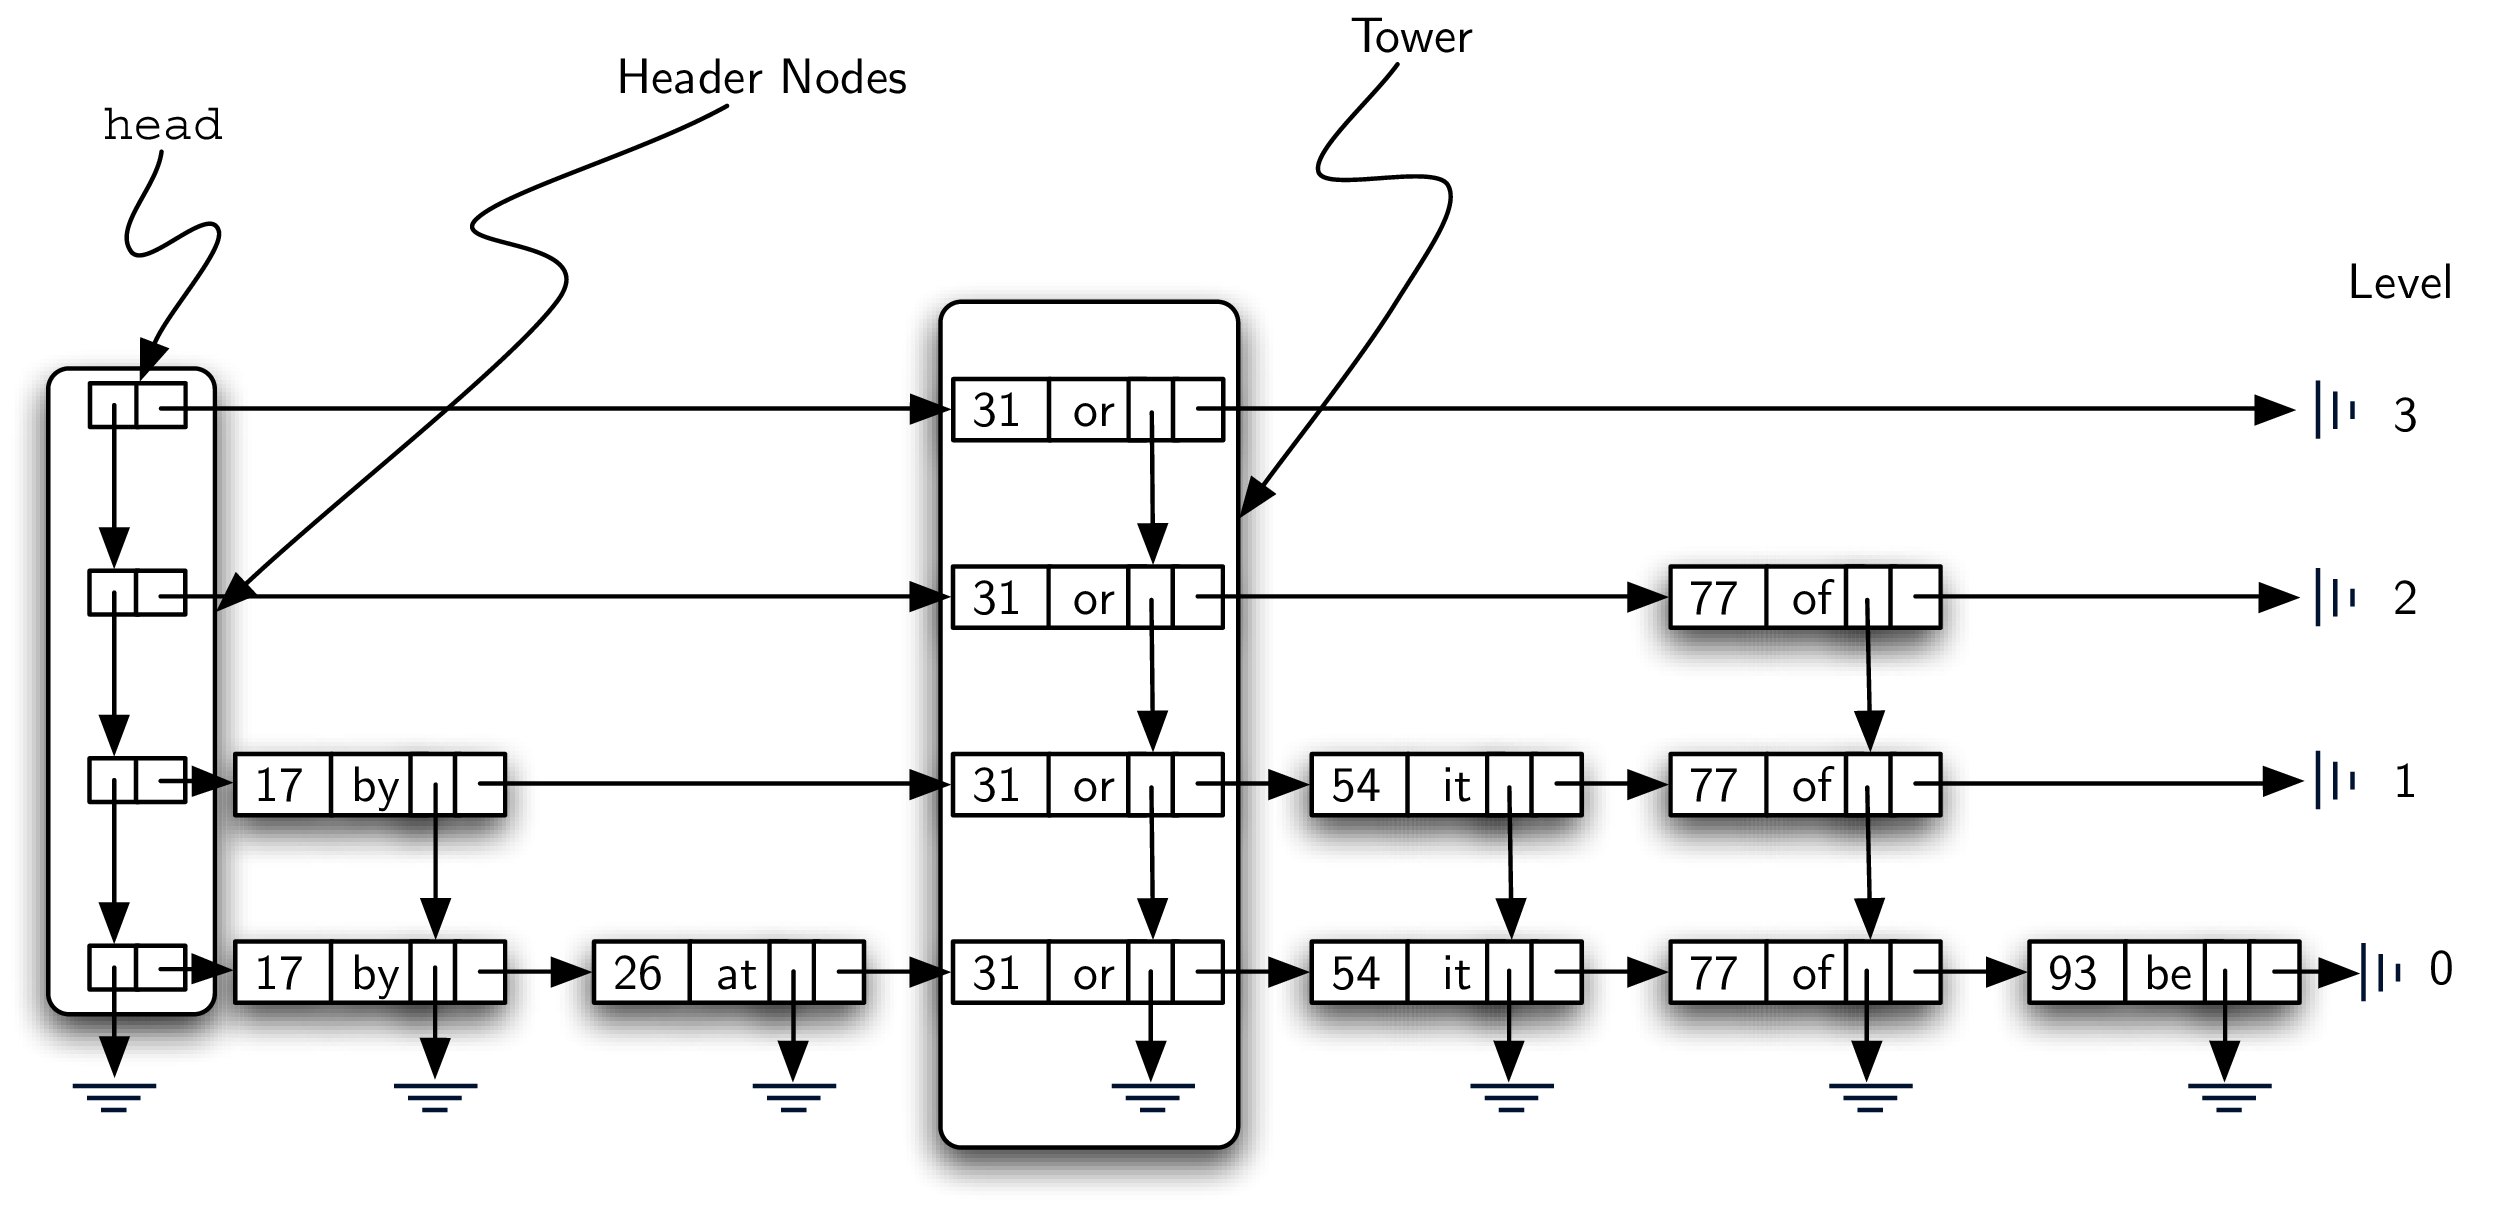 Tower
Header Nodes
head
Level
31 or 3
31 or 77 of 2
17 by 31 or 54 it 77 of 1
17 by 26 at 31 or 54 it 77 of 93 be 0